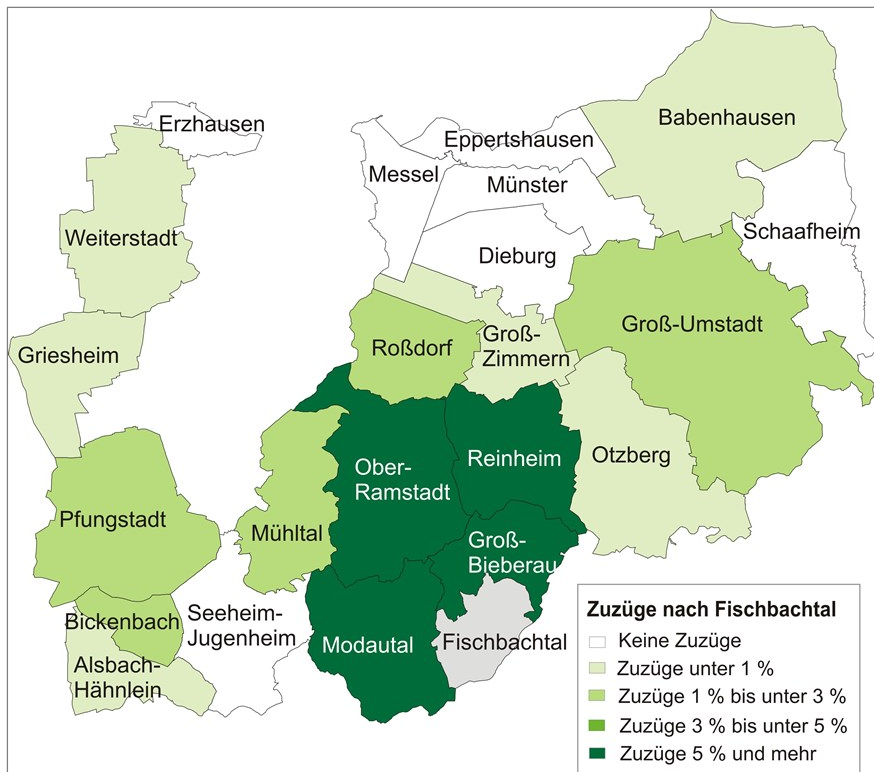 Erzhausen
Eppertshausen
Babenhausen
Messel
Münster
Weiterstadt
Dieburg
Schaafheim
Griesheim
Roßdorf
Groß-
Zimmern
Groß-Umstadt
Ober-
Ramstadt
Reinheim
Otzberg
Pfungstadt
Mühltal
Groß-
Bieberau
Bickenbach
Seeheim-
Jugenheim
Modautal
Fischbachtal
Alsbach-
Hähnlein
Zuzüge nach Fischbachtal
Keine Zuzüge
Zuzüge unter 1 %
Zuzüge 1 % bis unter 3 %
Zuzüge 3 % bis unter 5 %
Zuzüge 5 % und mehr